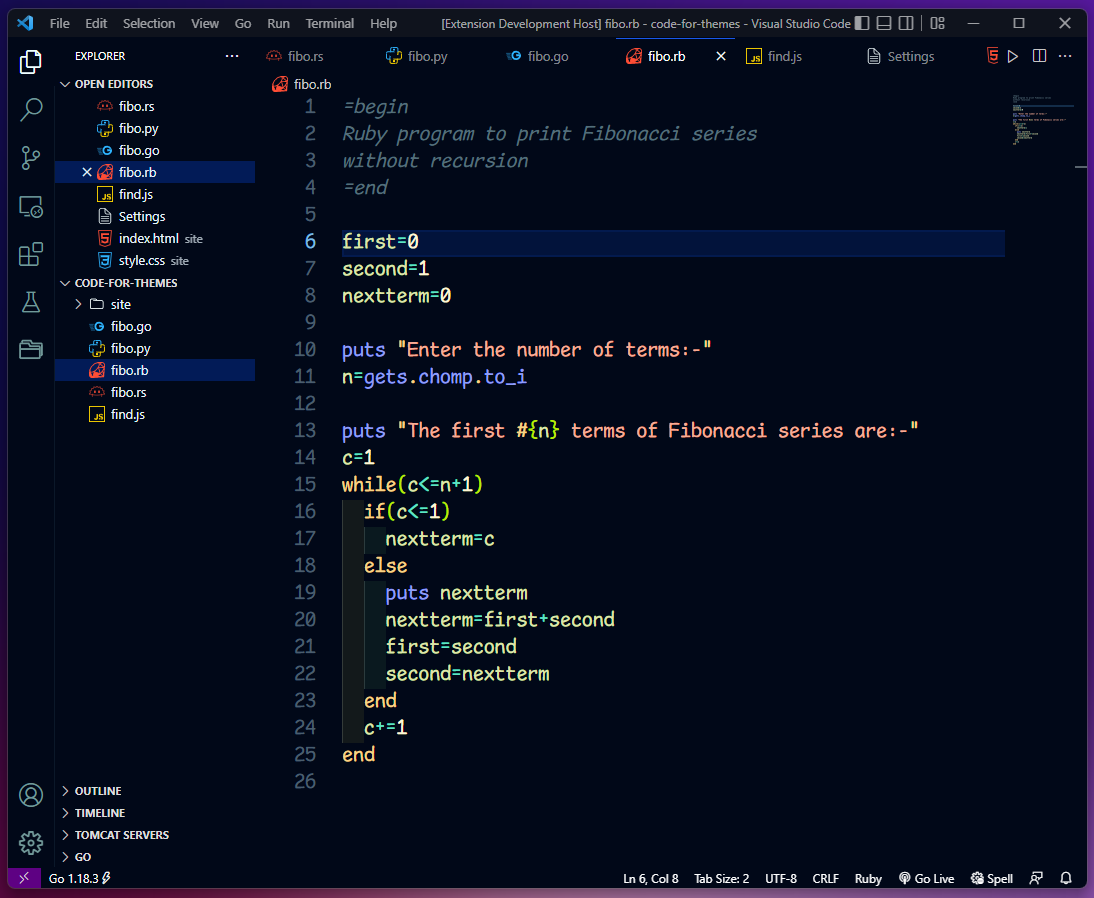 File Edit Selection View Go Run Terminal Help [Extension Development Host] fibo.rb - code-for-themes - Visual Studio Code
EXPLORER
fibo.rs fibo.py fibo.go fibo.rb find.js Settings
OPEN EDITORS
fibo.rs
fibo.py
fibo.go
fibo.rb
find.js
Settings
index.html site
style.css site
CODE-FOR-THEMES
site
fibo.go
fibo.py
fibo.rb
fibo.rs
find.js
OUTLINE
TIMELINE
TOMCAT SERVERS
GO
fibo.rb
1 =begin
2 Ruby program to print Fibonacci series
3 without recursion
4 =end
5
6 first=0
7 second=1
8 nextterm=0
9
10 puts "Enter the number of terms:-"
11 n=gets.chomp.to_i
12
13 puts "The first #{n} terms of Fibonacci series are:-"
14 c=1
15 while(c<=n+1)
16 if(c<=1)
17 nextterm=c
18 else
19 puts nextterm
20 nextterm=first+second
21 first=second
22 second=nextterm
23 end
24 c+=1
25 end
26
Go 1.18.3 Ln 6, Col 8 Tab Size: 2 UTF-8 CRLF Ruby Go Live Spell